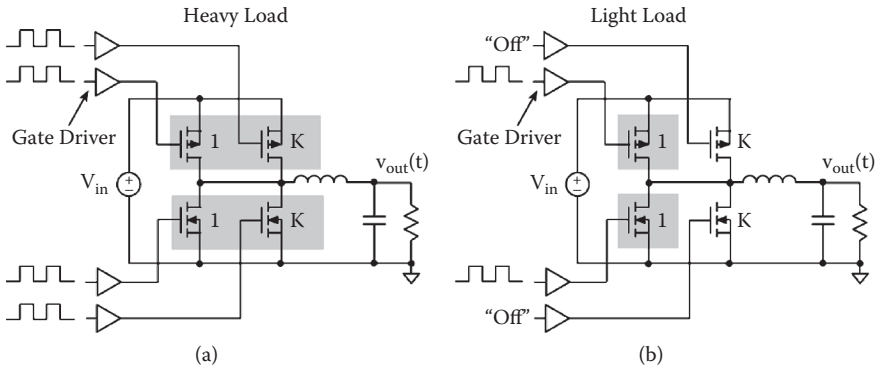 Heavy Load
Gate Driver
V_in
1
K
1
K
v_out(t)
+
−
(a)
Light Load
“Off”
Gate Driver
V_in
1
K
1
K
v_out(t)
+
−
“Off”
(b)